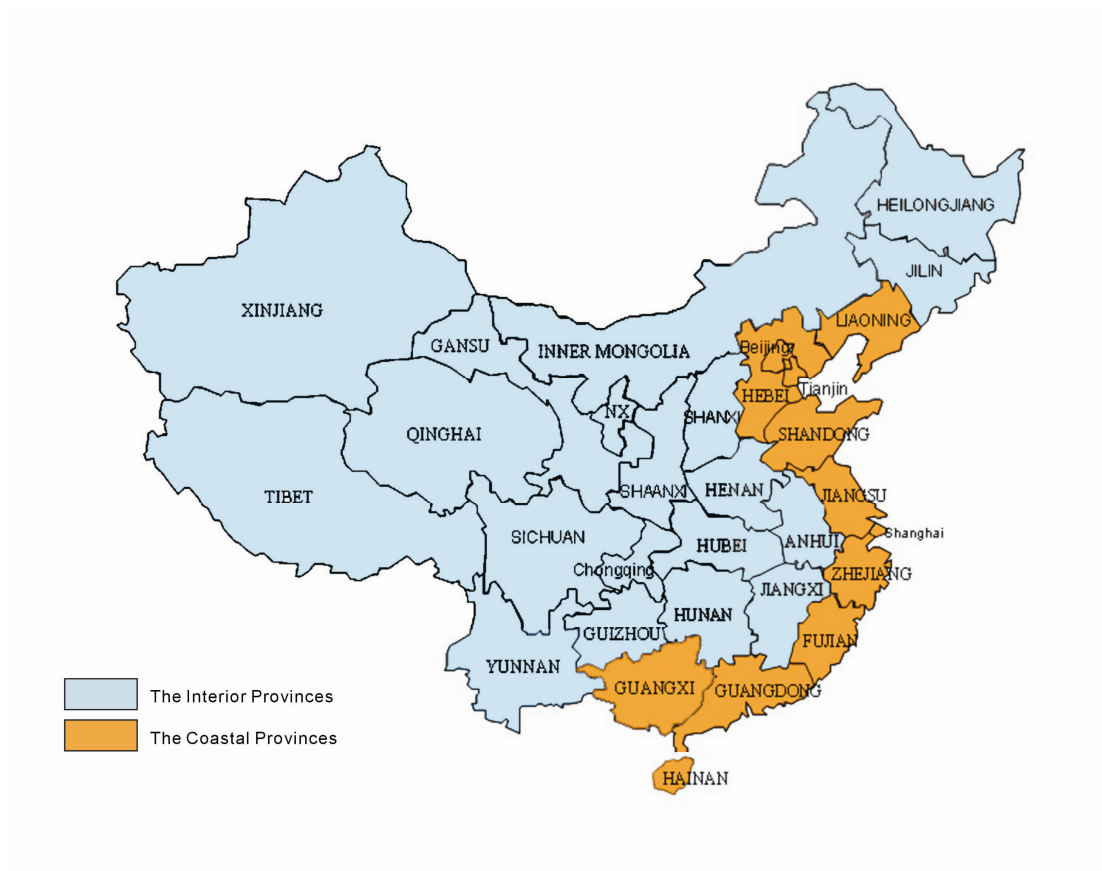 HEILONGJIANG
JILIN
XINJIANG
LIAONING
GANSU
INNER MONGOLIA
Beijing
Tianjin
HEBEI
NX
SHANXI
QINGHAI
SHANDONG
TIBET
SHAANXI
HENAN
JIANGSU
SICHUAN
HUBEI
ANHUI
Shanghai
Chongqing
ZHEJIANG
JIANGXI
HUNAN
GUIZHOU
FUJIAN
YUNNAN
GUANGXI
GUANGDONG
The Interior Provinces
The Coastal Provinces
HAINAN